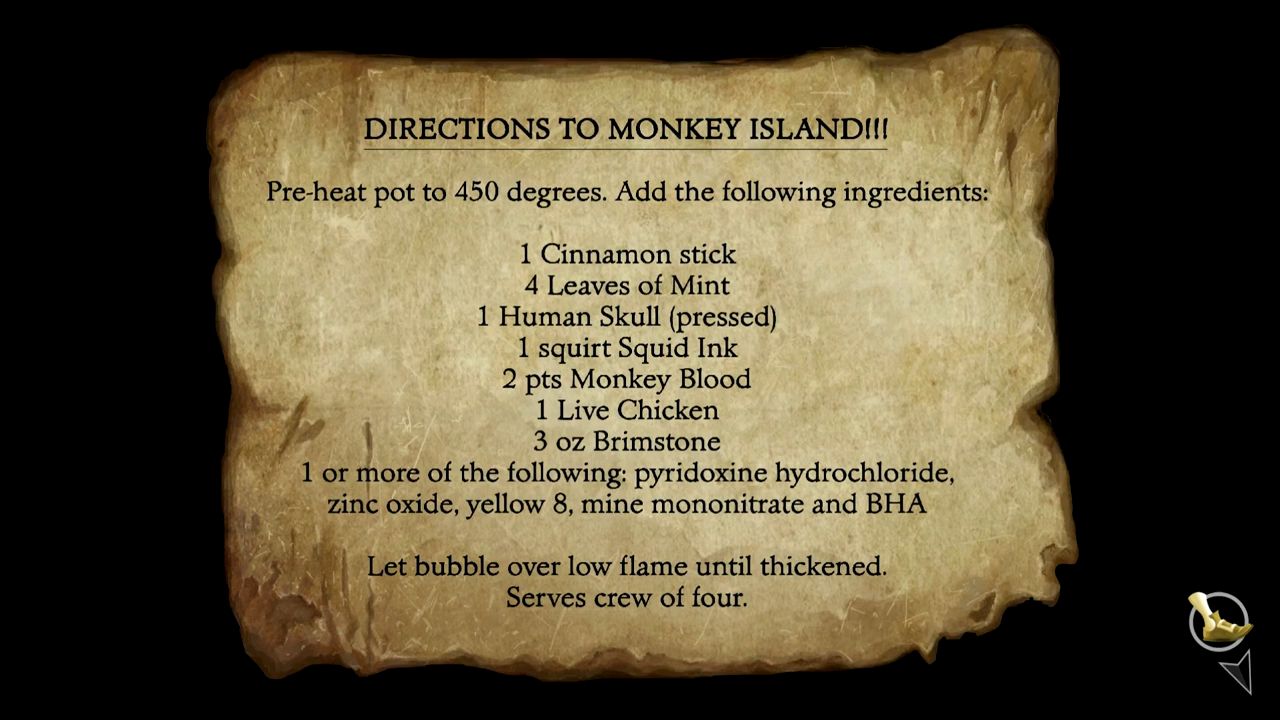 DIRECTIONS TO MONKEY ISLAND!!!
Pre-heat pot to 450 degrees. Add the following ingredients:
1 Cinnamon stick
4 Leaves of Mint
1 Human Skull (pressed)
1 squirt Squid Ink
2 pts Monkey Blood
1 Live Chicken
3 oz Brimstone
1 or more of the following: pyridoxine hydrochloride,
zinc oxide, yellow 8, mine mononitrate and BHA
Let bubble over low flame until thickened.
Serves crew of four.